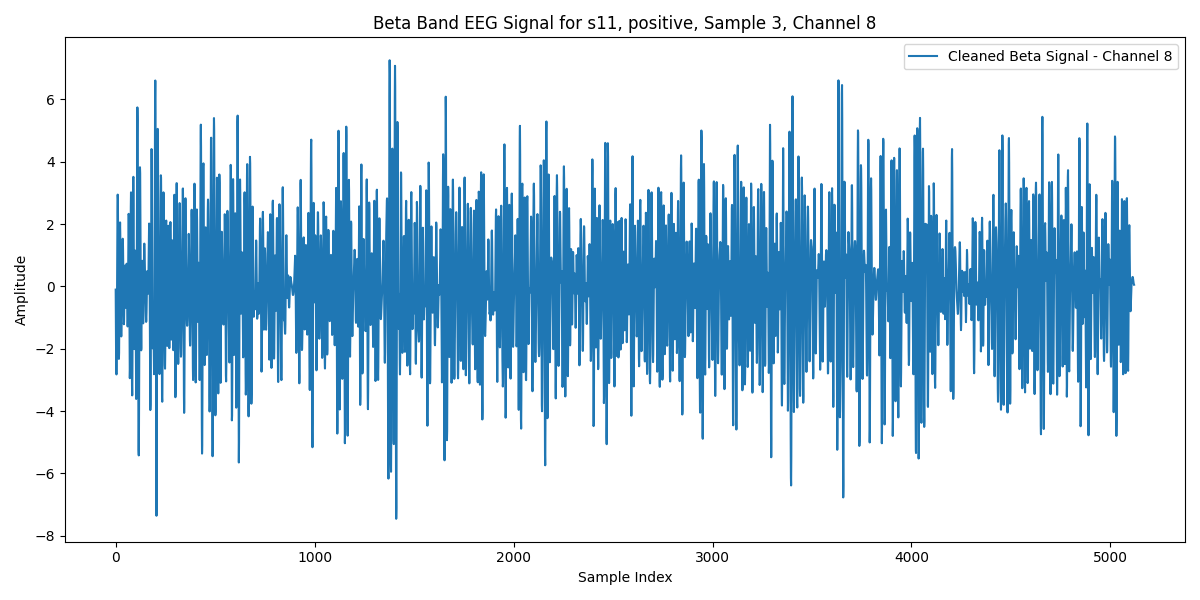 Beta Band EEG Signal for s11, positive, Sample 3, Channel 8
Cleaned Beta Signal - Channel 8
Amplitude
6
4
2
0
−2
−4
−6
−8
0 1000 2000 3000 4000 5000
Sample Index